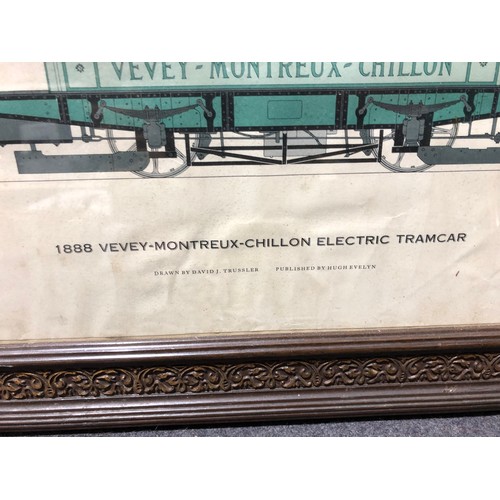 VEVEY-MONTREUX-CHILLON
1888 VEVEY-MONTREUX-CHILLON ELECTRIC TRAMCAR
DRAWN BY DAVID J. TRUSSLER PUBLISHED BY HUGH EVELYN